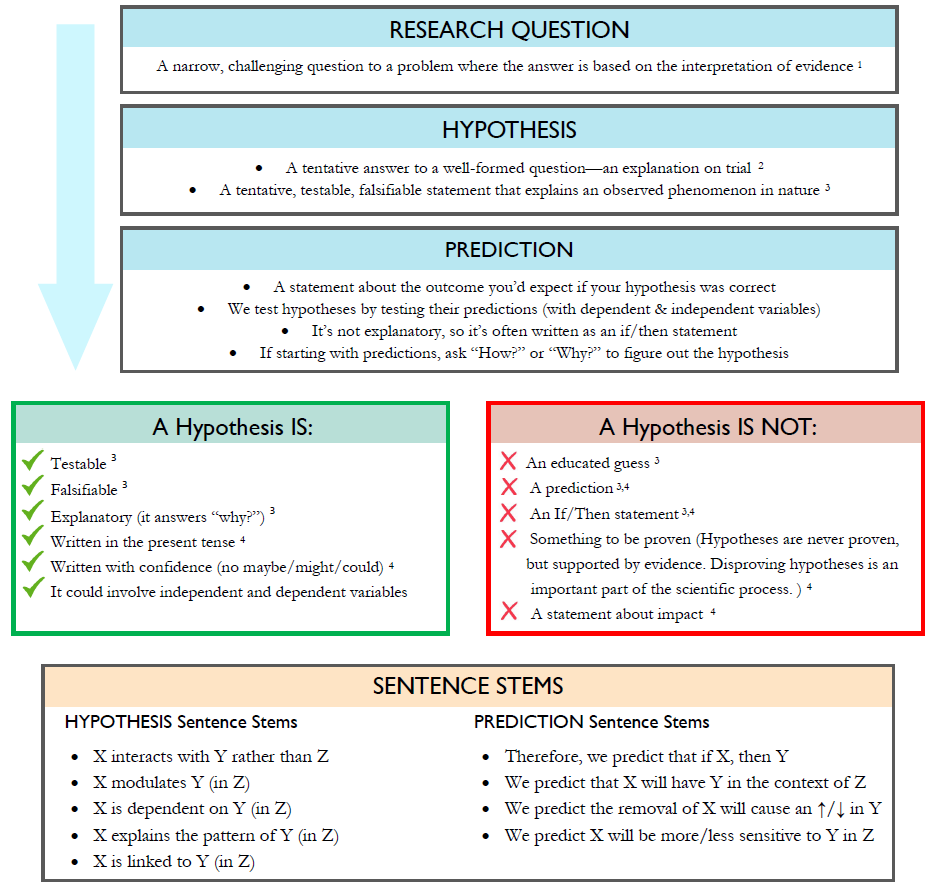 RESEARCH QUESTION
A narrow, challenging question to a problem where the answer is based on the interpretation of evidence ¹
HYPOTHESIS
• A tentative answer to a well-formed question—an explanation on trial ²
• A tentative, testable, falsifiable statement that explains an observed phenomenon in nature ³
PREDICTION
• A statement about the outcome you’d expect if your hypothesis was correct
• We test hypotheses by testing their predictions (with dependent & independent variables)
• It’s not explanatory, so it’s often written as an if/then statement
• If starting with predictions, ask “How?” or “Why?” to figure out the hypothesis
A Hypothesis IS:
Testable ³
Falsifiable ³
Explanatory (it answers “why?”) ³
Written in the present tense ⁴
Written with confidence (no maybe/might/could) ⁴
It could involve independent and dependent variables
A Hypothesis IS NOT:
An educated guess ³
A prediction ³,⁴
An If/Then statement ³,⁴
Something to be proven (Hypotheses are never proven,
but supported by evidence. Disproving hypotheses is an
important part of the scientific process. ) ⁴
A statement about impact ⁴
SENTENCE STEMS
HYPOTHESIS Sentence Stems
• X interacts with Y rather than Z
• X modulates Y (in Z)
• X is dependent on Y (in Z)
• X explains the pattern of Y (in Z)
• X is linked to Y (in Z)
PREDICTION Sentence Stems
• Therefore, we predict that if X, then Y
• We predict that X will have Y in the context of Z
• We predict the removal of X will cause an ↑/↓ in Y
• We predict X will be more/less sensitive to Y in Z